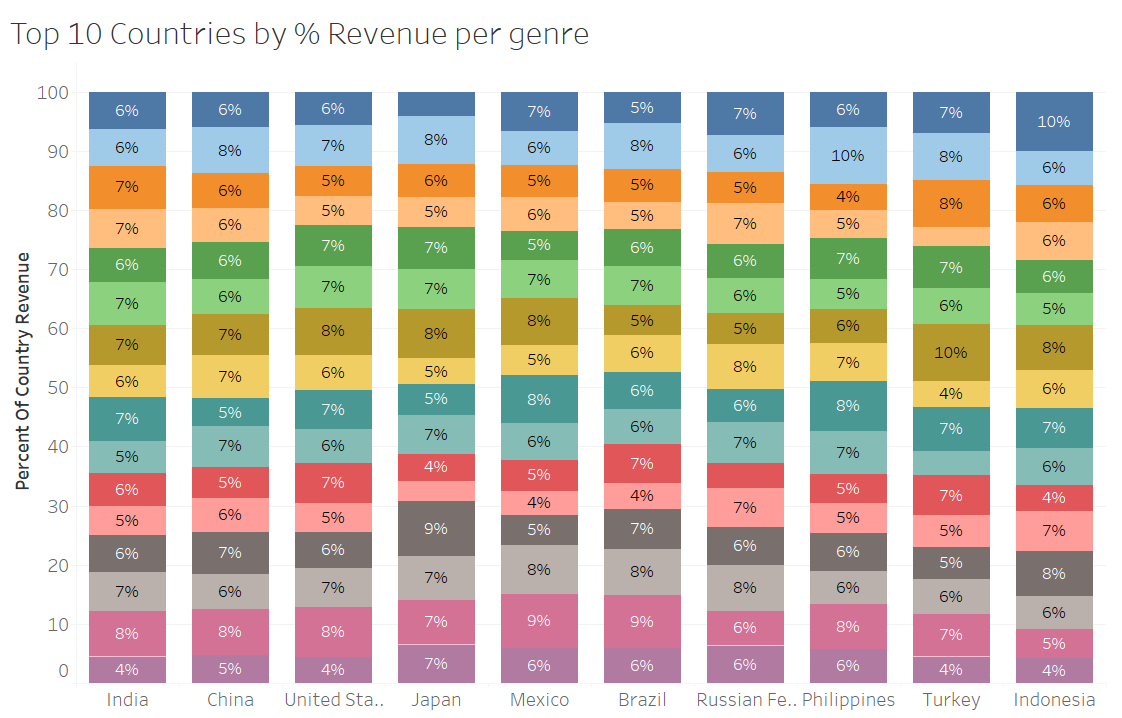 Top 10 Countries by % Revenue per genre
Percent Of Country Revenue
100
90
80
70
60
50
40
30
20
10
0
6% 6% 6% 7% 5% 7% 6% 7% 10%
6% 8% 7% 8% 6% 8% 6% 10% 8% 6%
7% 6% 5% 6% 5% 5% 5% 4% 8% 6%
7% 6% 5% 5% 6% 5% 7% 5% 6%
6% 6% 7% 7% 5% 6% 6% 7% 7% 6%
7% 6% 7% 7% 7% 7% 6% 5% 6% 5%
7% 7% 8% 8% 8% 5% 5% 6% 10% 8%
6% 7% 6% 5% 5% 6% 8% 7% 4% 6%
7% 5% 7% 5% 8% 6% 6% 8% 7% 7%
5% 7% 6% 7% 6% 6% 7% 7% 6%
6% 5% 7% 4% 5% 7% 5% 7% 4%
5% 6% 5% 4% 4% 7% 5% 5% 7%
6% 7% 6% 9% 5% 7% 6% 6% 5% 8%
7% 6% 7% 7% 8% 8% 8% 6% 6% 6%
8% 8% 8% 7% 9% 9% 6% 8% 7% 5%
4% 5% 4% 7% 6% 6% 6% 6% 4% 4%
India China United Sta.. Japan Mexico Brazil Russian Fe.. Philippines Turkey Indonesia